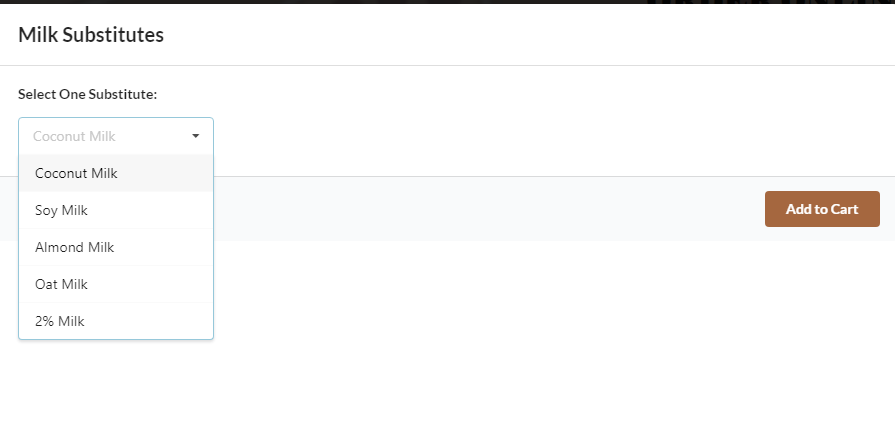 Milk Substitutes
Select One Substitute:
Coconut Milk
Coconut Milk
Soy Milk
Almond Milk
Oat Milk
2% Milk
Add to Cart